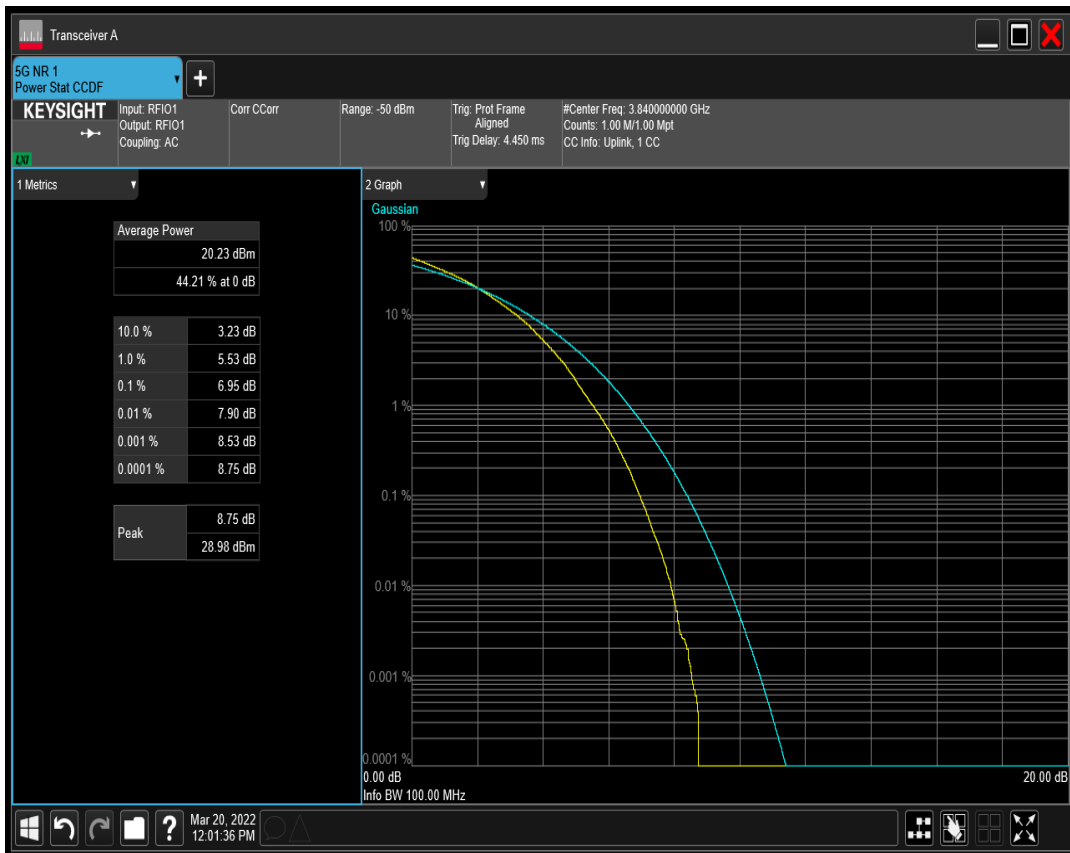 Transceiver A
5G NR 1
Power Stat CCDF
+
KEYSIGHT
LXI
Input: RFIO1
Output: RFIO1
Coupling: AC
Corr CCorr
Range: -50 dBm
Trig: Prot Frame
Aligned
Trig Delay: 4.450 ms
#Center Freq: 3.840000000 GHz
Counts: 1.00 M/1.00 Mpt
CC Info: Uplink, 1 CC
1 Metrics
Average Power
20.23 dBm
44.21 % at 0 dB
10.0 % 3.23 dB
1.0 % 5.53 dB
0.1 % 6.95 dB
0.01 % 7.90 dB
0.001 % 8.53 dB
0.0001 % 8.75 dB
Peak
8.75 dB
28.98 dBm
2 Graph
Gaussian
100 %
10 %
1 %
0.1 %
0.01 %
0.001 %
0.0001 %
0.00 dB 20.00 dB
Info BW 100.00 MHz
?
Mar 20, 2022
12:01:36 PM